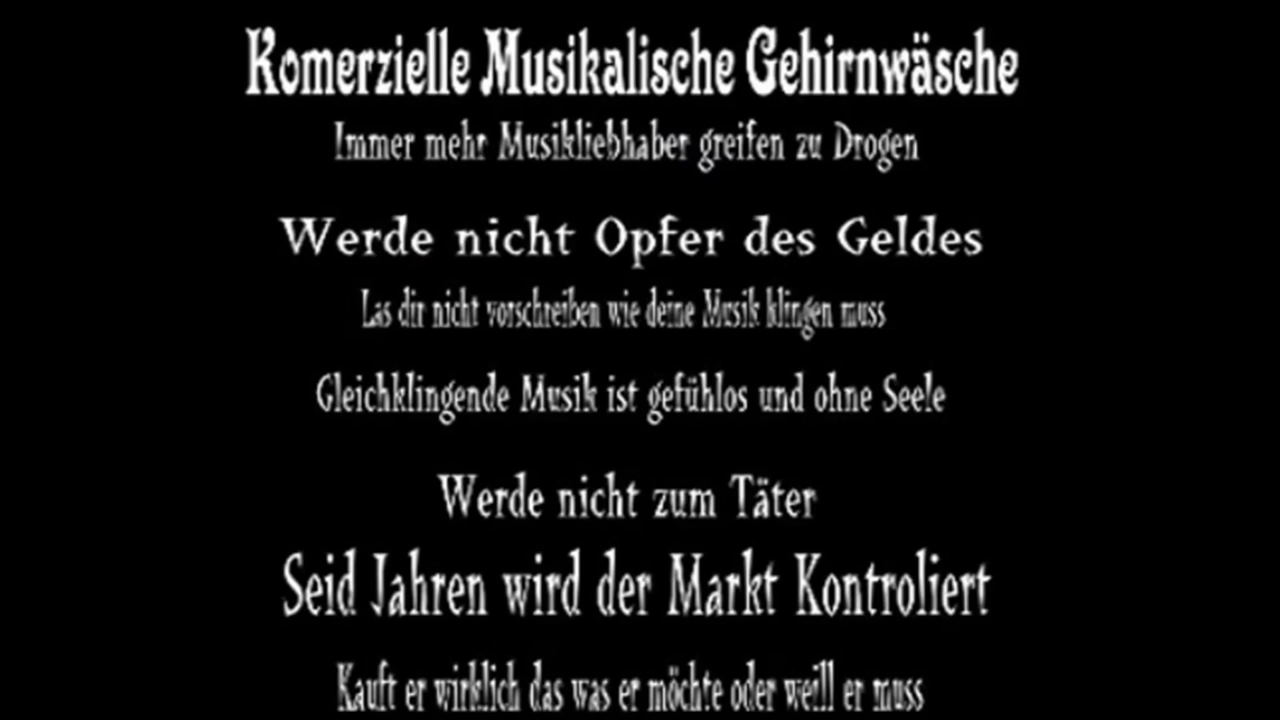 Komerzielle Musikalische Gehirnwäsche
Immer mehr Musikliebhaber greifen zu Drogen
Werde nicht Opfer des Geldes
Las dir nicht vorschreiben wie deine Musik klingen muss
Gleichklingende Musik ist gefühlos und ohne Seele
Werde nicht zum Täter
Seid Jahren wird der Markt Kontroliert
Kauft er wirklich das was er möchte oder weill er muss